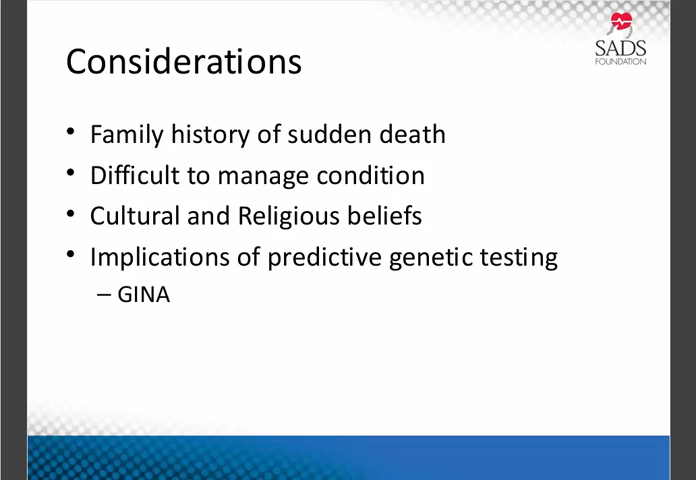 Considerations
SADS
FOUNDATION
• Family history of sudden death
• Difficult to manage condition
• Cultural and Religious beliefs
• Implications of predictive genetic testing
– GINA